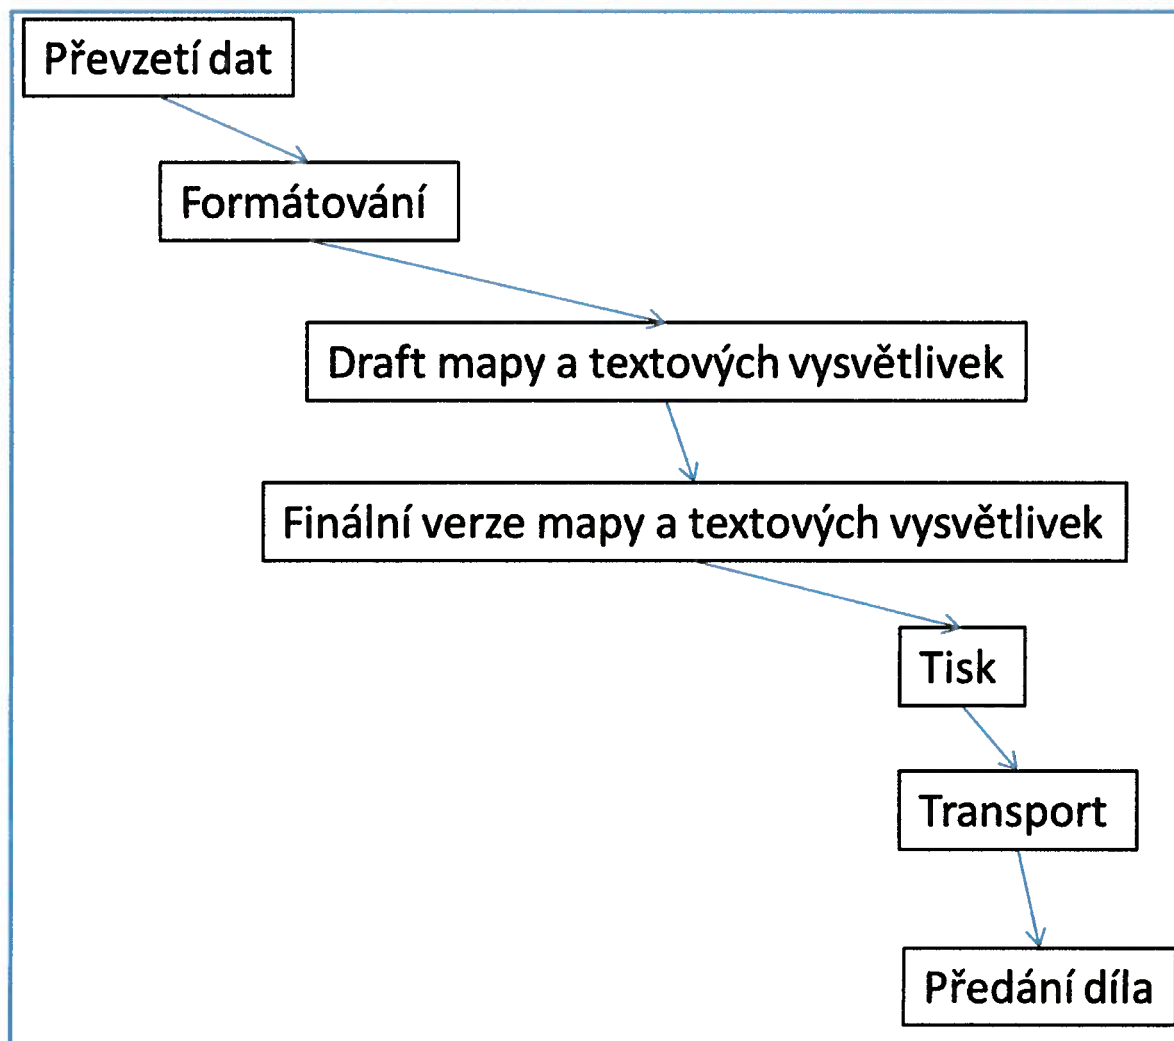 Převzetí dat
Formátování
Draft mapy a textových vysvětlivek
Finální verze mapy a textových vysvětlivek
Tisk
Transport
Předání díla